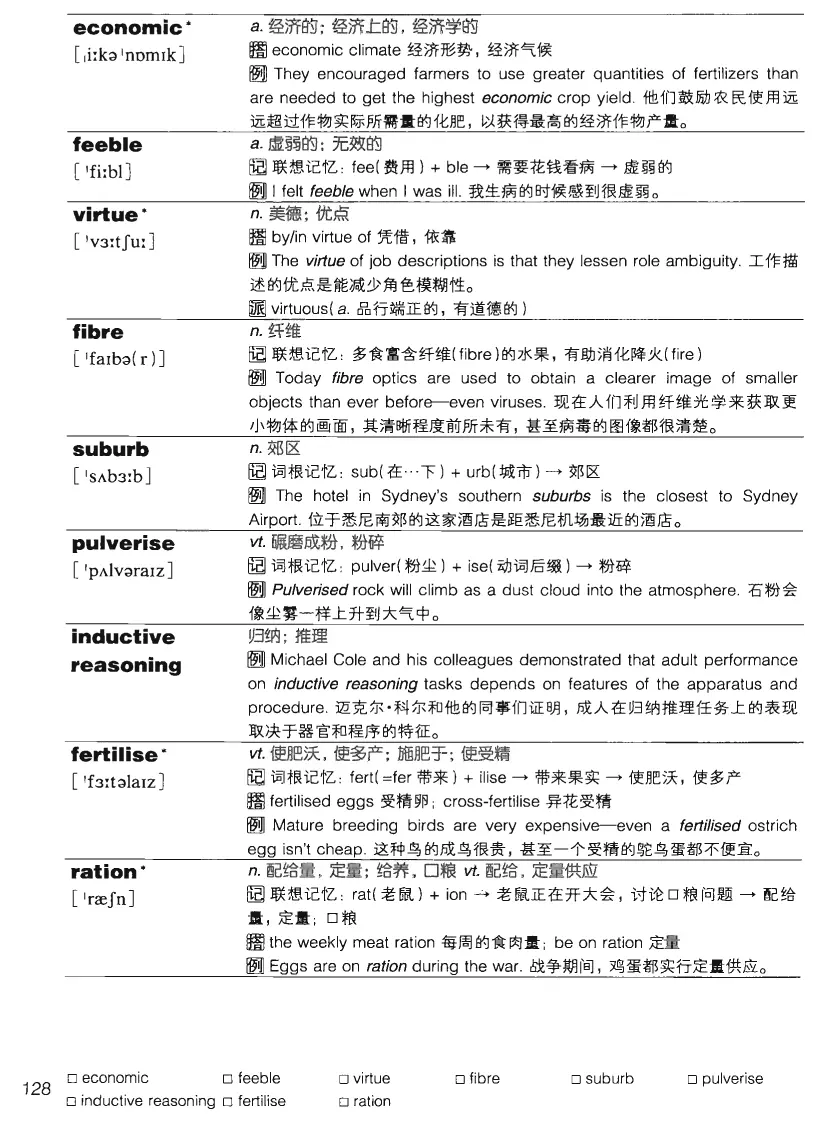 economic* a. 经济的; 经济上的, 经济学的
[ˌiːkəˈnɒmɪk] 搭 economic climate 经济形势, 经济气候
例 They encouraged farmers to use greater quantities of fertilizers than
are needed to get the highest economic crop yield. 他们鼓励农民使用远
远超过作物实际所需量的化肥, 以获得最高的经济作物产量。
feeble a. 虚弱的; 无效的
[ˈfiːbl] 记 联想记忆: fee(费用) + ble → 需要花钱看病 → 虚弱的
例 I felt feeble when I was ill. 我生病的时候感到很虚弱。
virtue* n. 美德; 优点
[ˈvɜːtʃuː] 搭 by/in virtue of 凭借, 依靠
例 The virtue of job descriptions is that they lessen role ambiguity. 工作描
述的优点是能减少角色模糊性。
派 virtuous(a. 品行端正的, 有道德的)
fibre n. 纤维
[ˈfaɪbə(r)] 记 联想记忆: 多食富含纤维(fibre)的水果, 有助消化降火(fire)
例 Today fibre optics are used to obtain a clearer image of smaller
objects than ever before—even viruses. 现在人们利用纤维光学来获取更
小物体的画面, 其清晰程度前所未有, 甚至病毒的图像都很清楚。
suburb n. 郊区
[ˈsʌbɜːb] 记 词根记忆: sub(在…下) + urb(城市) → 郊区
例 The hotel in Sydney's southern suburbs is the closest to Sydney
Airport. 位于悉尼南郊的这家酒店是距悉尼机场最近的酒店。
pulverise vt. 碾磨成粉, 粉碎
[ˈpʌlvəraɪz] 记 词根记忆: pulver(粉尘) + ise(动词后缀) → 粉碎
例 Pulverised rock will climb as a dust cloud into the atmosphere. 石粉会
像尘雾一样上升到大气中。
inductive 归纳; 推理
reasoning 例 Michael Cole and his colleagues demonstrated that adult performance
on inductive reasoning tasks depends on features of the apparatus and
procedure. 迈克尔·科尔和他的同事们证明, 成人在归纳推理任务上的表现
取决于器官和程序的特征。
fertilise* vt. 使肥沃, 使多产; 施肥于; 使受精
[ˈfɜːtəlaɪz] 记 词根记忆: fert(=fer 带来) + ilise → 带来果实 → 使肥沃, 使多产
搭 fertilised eggs 受精卵; cross-fertilise 异花受精
例 Mature breeding birds are very expensive—even a fertilised ostrich
egg isn't cheap. 这种鸟的成鸟很贵, 甚至一个受精的鸵鸟蛋都不便宜。
ration* n. 配给量, 定量; 给养, 口粮 vt. 配给, 定量供应
[ˈræʃn] 记 联想记忆: rat(老鼠) + ion → 老鼠正在开大会, 讨论口粮问题 → 配给
量, 定量; 口粮
搭 the weekly meat ration 每周的食肉量; be on ration 定量
例 Eggs are on ration during the war. 战争期间, 鸡蛋都实行定量供应。
128 □ economic □ feeble □ virtue □ fibre □ suburb □ pulverise
□ inductive reasoning □ fertilise □ ration